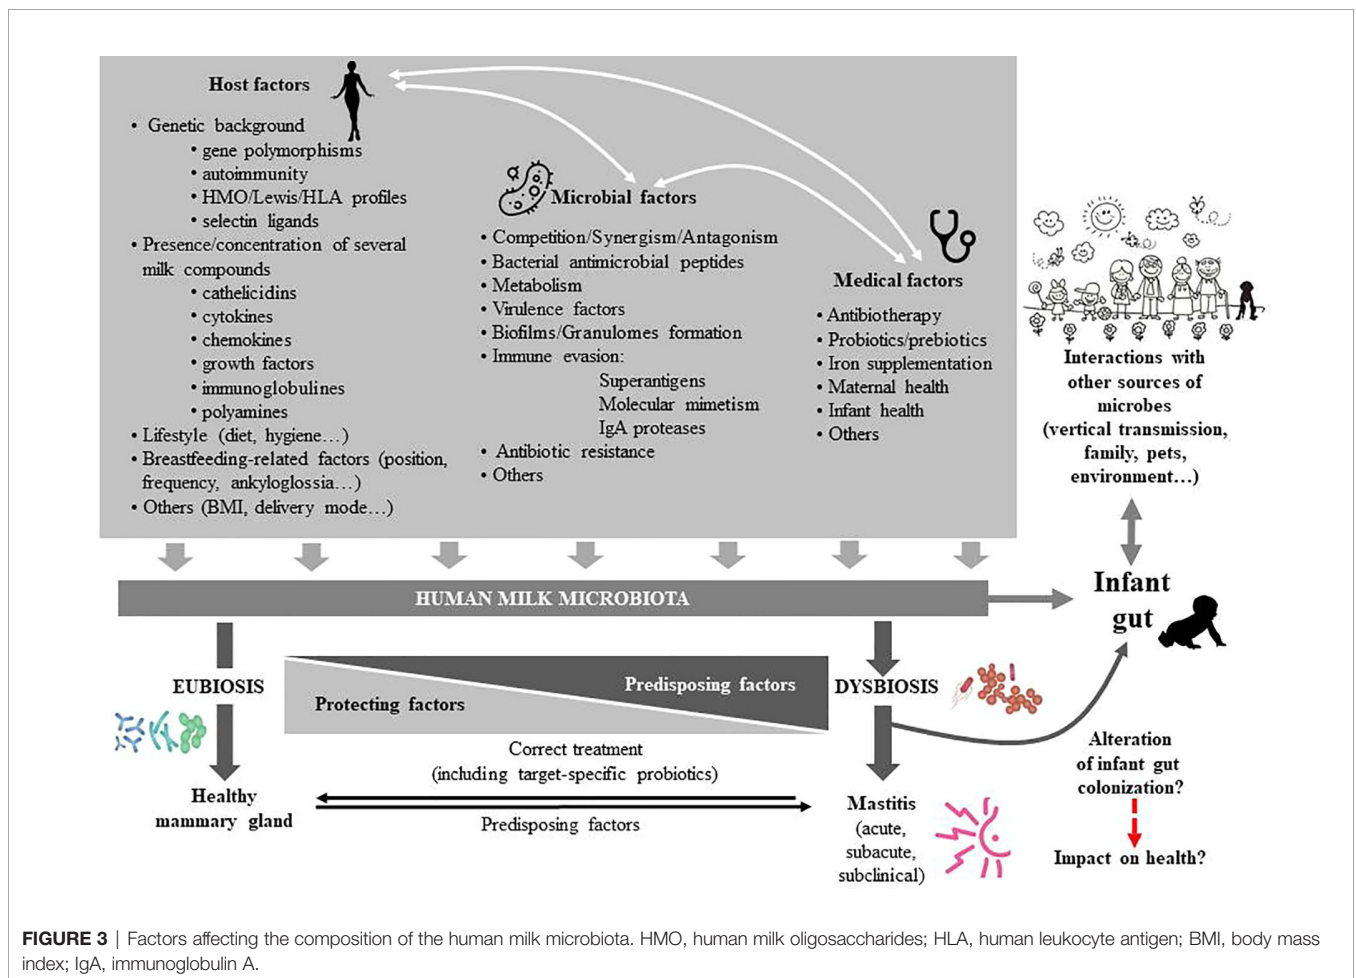 Host factors
• Genetic background
• gene polymorphisms
• autoimmunity
• HMO/Lewis/HLA profiles
• selectin ligands
• Presence/concentration of several
milk compounds
• cathelicidins
• cytokines
• chemokines
• growth factors
• immunoglobulines
• polyamines
• Lifestyle (diet, hygiene…)
• Breastfeeding-related factors (position,
frequency, ankyloglossia…)
• Others (BMI, delivery mode…)
Microbial factors
• Competition/Synergism/Antagonism
• Bacterial antimicrobial peptides
• Metabolism
• Virulence factors
• Biofilms/Granulomes formation
• Immune evasion:
Superantigens
Molecular mimetism
IgA proteases
• Antibiotic resistance
• Others
Medical factors
• Antibiotherapy
• Probiotics/prebiotics
• Iron supplementation
• Maternal health
• Infant health
• Others
Interactions with
other sources of
microbes
(vertical transmission,
family, pets,
environment…)
HUMAN MILK MICROBIOTA
Infant
gut
EUBIOSIS
Protecting factors
Predisposing factors
DYSBIOSIS
Correct treatment
(including target-specific probiotics)
Predisposing factors
Healthy
mammary gland
Mastitis
(acute,
subacute,
subclinical)
Alteration
of infant gut
colonization?
Impact on health?
FIGURE 3 | Factors affecting the composition of the human milk microbiota. HMO, human milk oligosaccharides; HLA, human leukocyte antigen; BMI, body mass
index; IgA, immunoglobulin A.